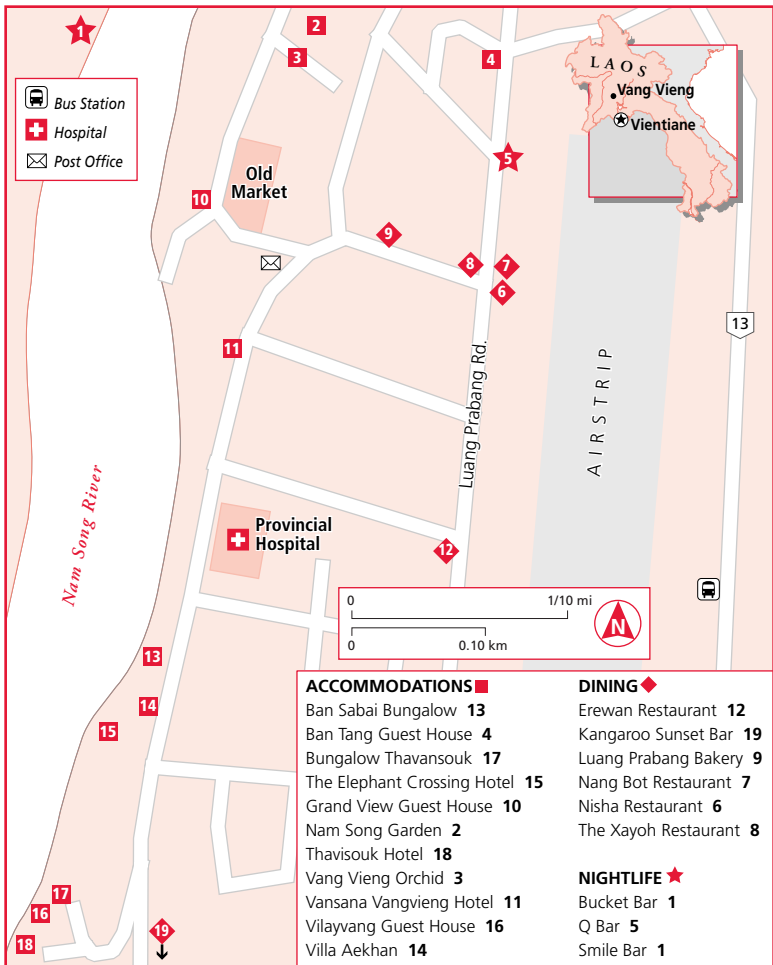 1
2
3
4
LAOS
Vang Vieng
Vientiane
Bus Station
Hospital
Post Office
5
Old
Market
10
9
8
7
6
13
11
Luang Prabang Rd.
AIRSTRIP
Nam Song River
Provincial
Hospital
12
0 1/10 mi
0 0.10 km
N
13
14
15
17
16
18
19
ACCOMMODATIONS
Ban Sabai Bungalow 13
Ban Tang Guest House 4
Bungalow Thavansouk 17
The Elephant Crossing Hotel 15
Grand View Guest House 10
Nam Song Garden 2
Thavisouk Hotel 18
Vang Vieng Orchid 3
Vansana Vangvieng Hotel 11
Vilayvang Guest House 16
Villa Aekhan 14
DINING
Erewan Restaurant 12
Kangaroo Sunset Bar 19
Luang Prabang Bakery 9
Nang Bot Restaurant 7
Nisha Restaurant 6
The Xayoh Restaurant 8
NIGHTLIFE
Bucket Bar 1
Q Bar 5
Smile Bar 1